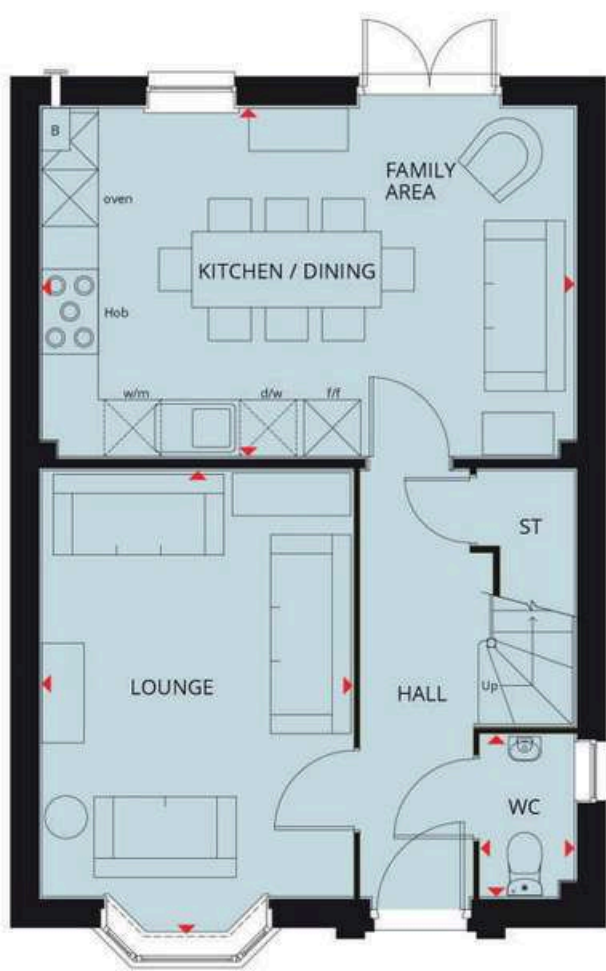 B
FAMILY
AREA
oven
KITCHEN / DINING
Hob
w/m
d/w
f/f
ST
LOUNGE
HALL
Up
WC